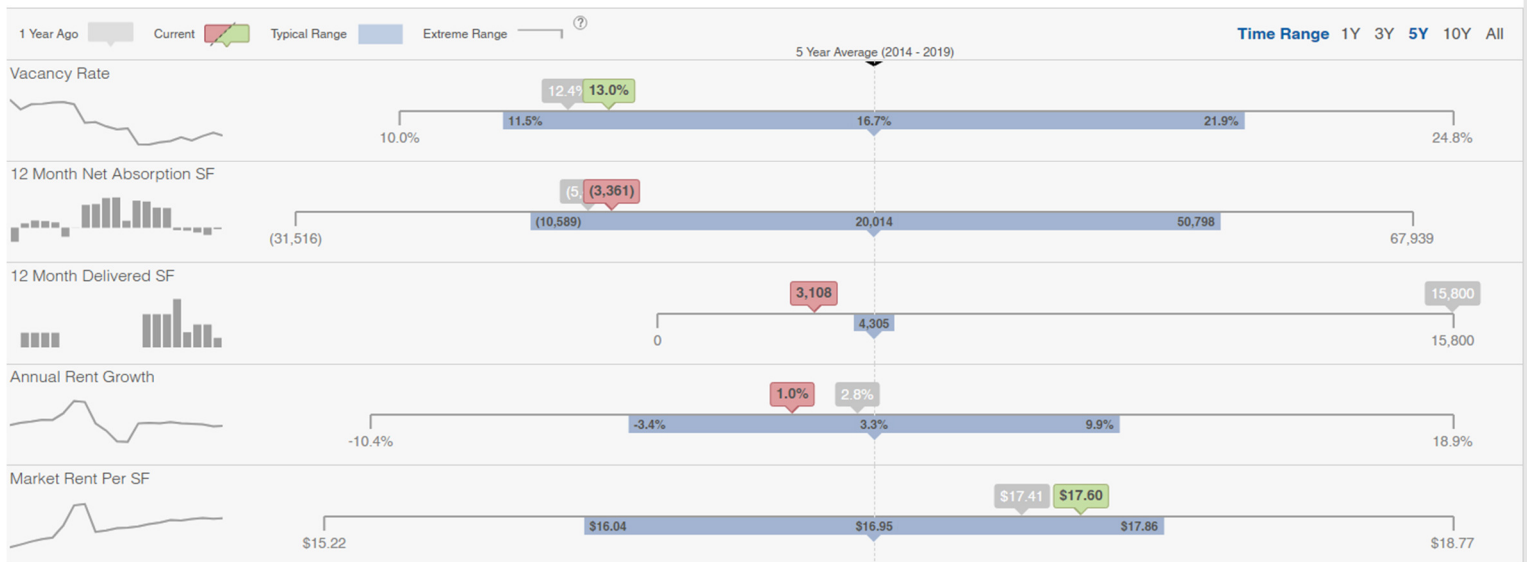 1 Year Ago Current Typical Range Extreme Range ? Time Range 1Y 3Y 5Y 10Y All
5 Year Average (2014 - 2019)
Vacancy Rate
12.4% 13.0%
11.5% 16.7% 21.9%
10.0% 24.8%
12 Month Net Absorption SF
(5, (3,361)
(10,589) 20,014 50,798
(31,516) 67,939
12 Month Delivered SF
3,108 15,800
4,305
0 15,800
Annual Rent Growth
1.0% 2.8%
-3.4% 3.3% 9.9%
-10.4% 18.9%
Market Rent Per SF
$17.41 $17.60
$16.04 $16.95 $17.86
$15.22 $18.77